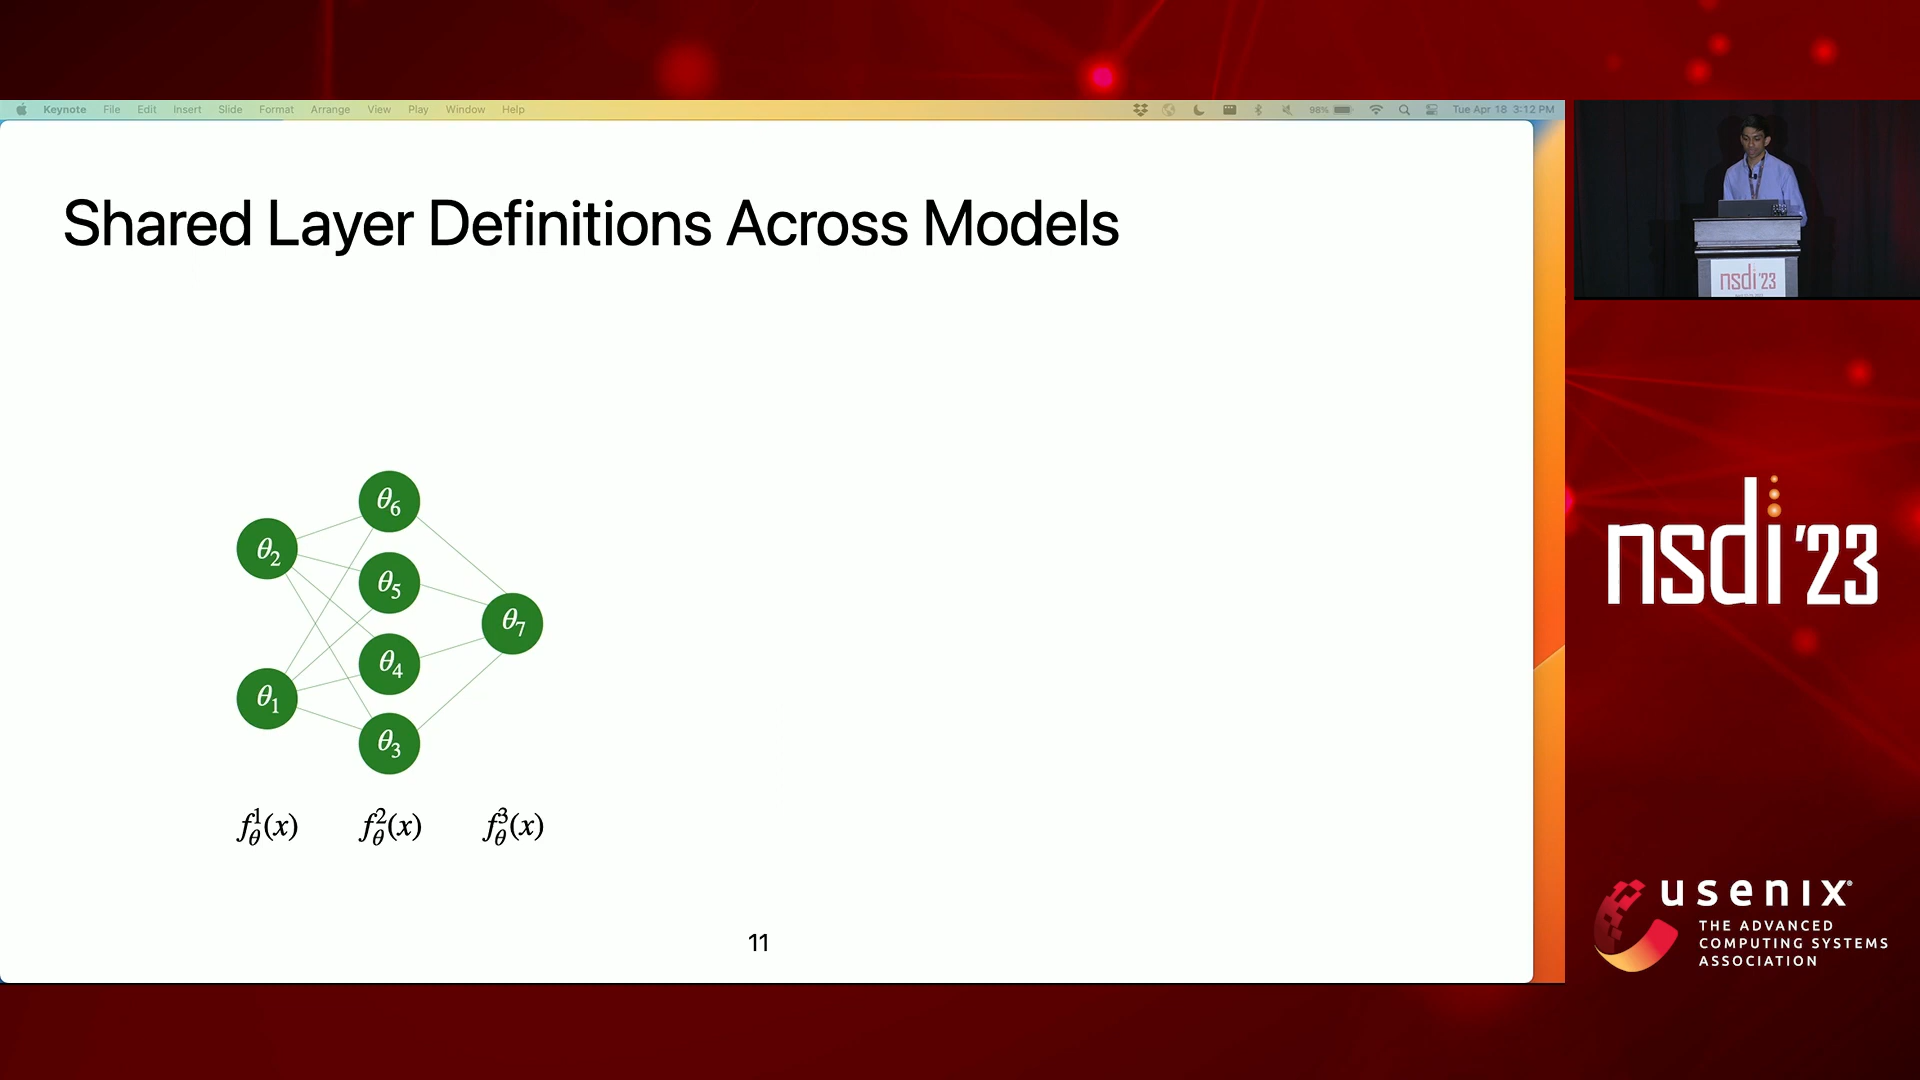 Keynote File Edit Insert Slide Format Arrange View Play Window Help 98% Tue Apr 18 3:12 PM
Shared Layer Definitions Across Models
θ6
θ2
θ5
θ7
θ4
θ1
θ3
f¹θ(x) f²θ(x) f³θ(x)
11
nsdi '23
nsdi '23
usenix®
THE ADVANCED
COMPUTING SYSTEMS
ASSOCIATION